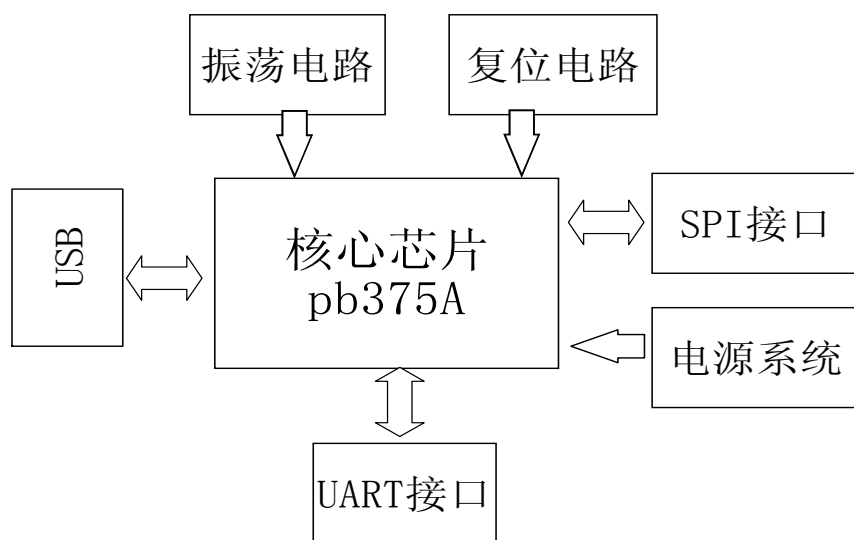 振荡电路
复位电路
USB
核心芯片
pb375A
SPI接口
电源系统
UART接口